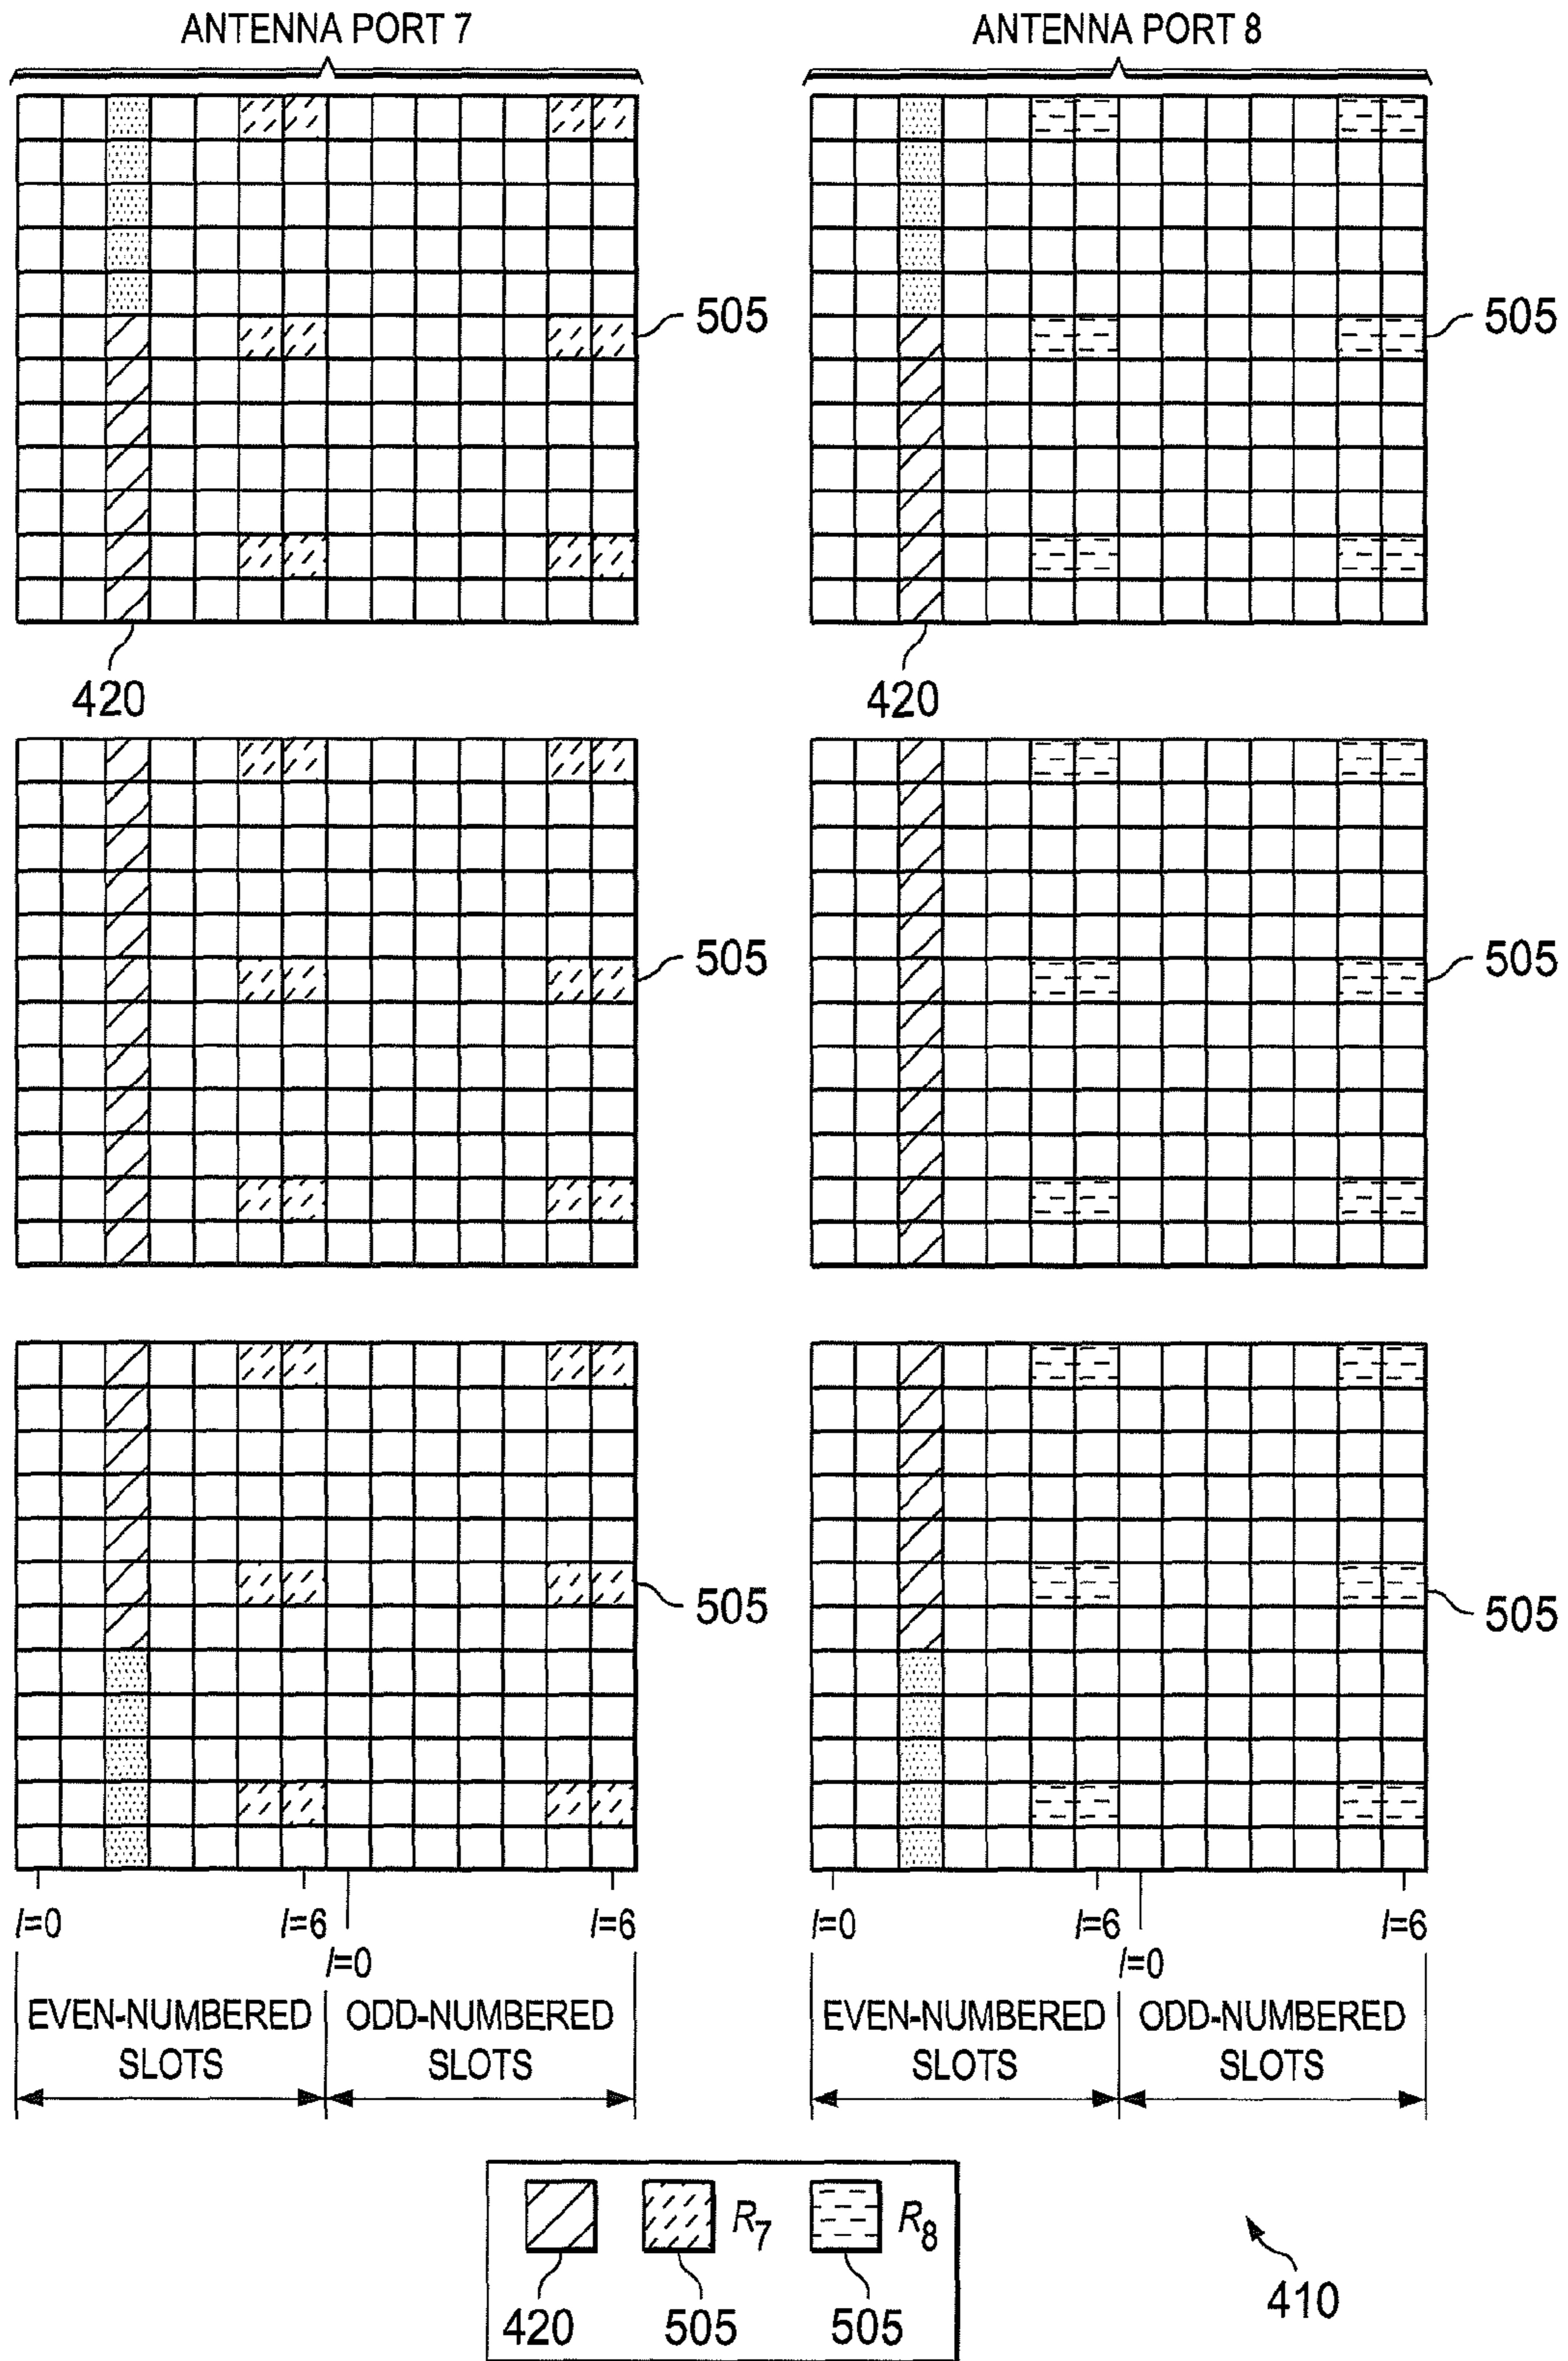 ANTENNA PORT 7
ANTENNA PORT 8
505
505
420
420
505
505
505
505
l=0
l=6
l=0
l=6
l=0
l=6
l=0
l=6
EVEN-NUMBERED
SLOTS
ODD-NUMBERED
SLOTS
EVEN-NUMBERED
SLOTS
ODD-NUMBERED
SLOTS
R7
R8
420
505
505
410